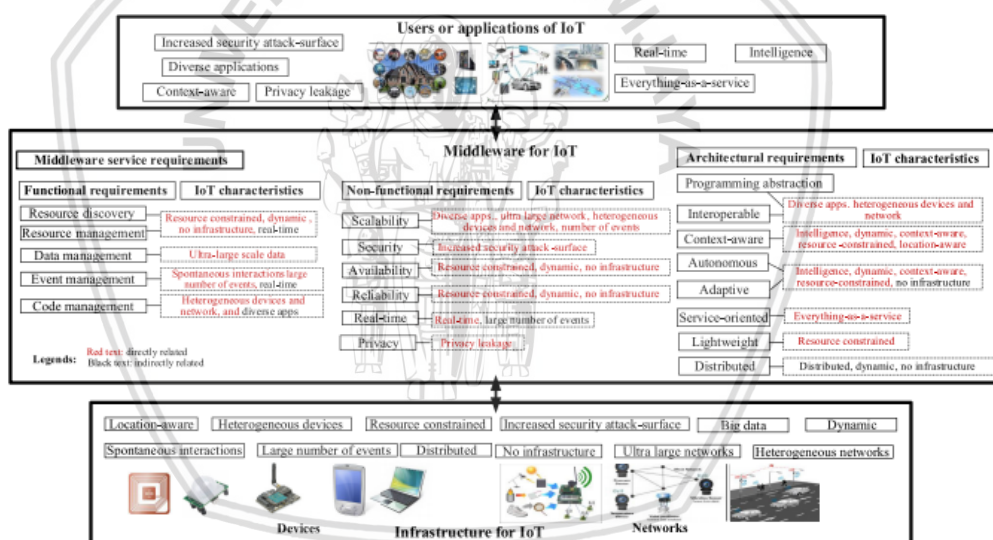 Users or applications of IoT
Increased security attack-surface
Diverse applications
Context-aware
Privacy leakage
Real-time
Intelligence
Everything-as-a-service
Middleware for IoT
Middleware service requirements
Functional requirements
IoT characteristics
Resource discovery
Resource management
Resource constrained, dynamic ,
no infrastructure, real-time
Data management
Ultra-large scale data
Event management
Spontaneous interactions large
number of events, real-time
Code management
Heterogeneous devices and
network, and diverse apps
Legends:
Red text: directly related
Black text: indirectly related
Non-functional requirements
IoT characteristics
Scalability
Diverse apps., ultra large network, heterogeneous
devices and network, number of events
Security
Increased security attack-surface
Availability
Resource constrained, dynamic, no infrastructure
Reliability
Resource constrained, dynamic, no infrastructure
Real-time
Real-time, large number of events
Privacy
Privacy leakage
Architectural requirements
IoT characteristics
Programming abstraction
Interoperable
Diverse apps. heterogeneous devices and
network
Context-aware
Intelligence, dynamic, context-aware,
resource-constrained, location-aware
Autonomous
Adaptive
Intelligence, dynamic, context-aware,
resource-constrained, no infrastructure
Service-oriented
Everything-as-a-service
Lightweight
Resource constrained
Distributed
Distributed, dynamic, no infrastructure
Location-aware
Heterogeneous devices
Resource constrained
Increased security attack-surface
Big data
Dynamic
Spontaneous interactions
Large number of events
Distributed
No infrastructure
Ultra large networks
Heterogeneous networks
Devices
Infrastructure for IoT
Networks